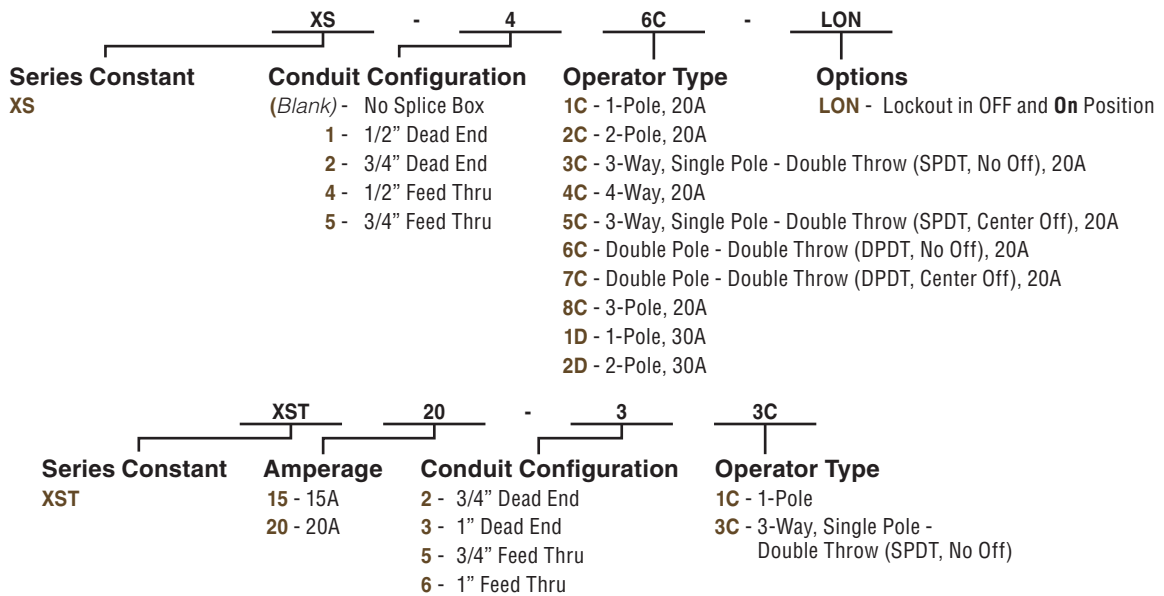 XS - 4 6C - LON
Series Constant Conduit Configuration Operator Type Options
XS (Blank) - No Splice Box 1C - 1-Pole, 20A LON - Lockout in OFF and On Position
1 - 1/2” Dead End 2C - 2-Pole, 20A
2 - 3/4” Dead End 3C - 3-Way, Single Pole - Double Throw (SPDT, No Off), 20A
4 - 1/2” Feed Thru 4C - 4-Way, 20A
5 - 3/4” Feed Thru 5C - 3-Way, Single Pole - Double Throw (SPDT, Center Off), 20A
6C - Double Pole - Double Throw (DPDT, No Off), 20A
7C - Double Pole - Double Throw (DPDT, Center Off), 20A
8C - 3-Pole, 20A
1D - 1-Pole, 30A
2D - 2-Pole, 30A
XST 20 - 3 3C
Series Constant Amperage Conduit Configuration Operator Type
XST 15 - 15A 2 - 3/4” Dead End 1C - 1-Pole
20 - 20A 3 - 1” Dead End 3C - 3-Way, Single Pole -
5 - 3/4” Feed Thru Double Throw (SPDT, No Off)
6 - 1” Feed Thru